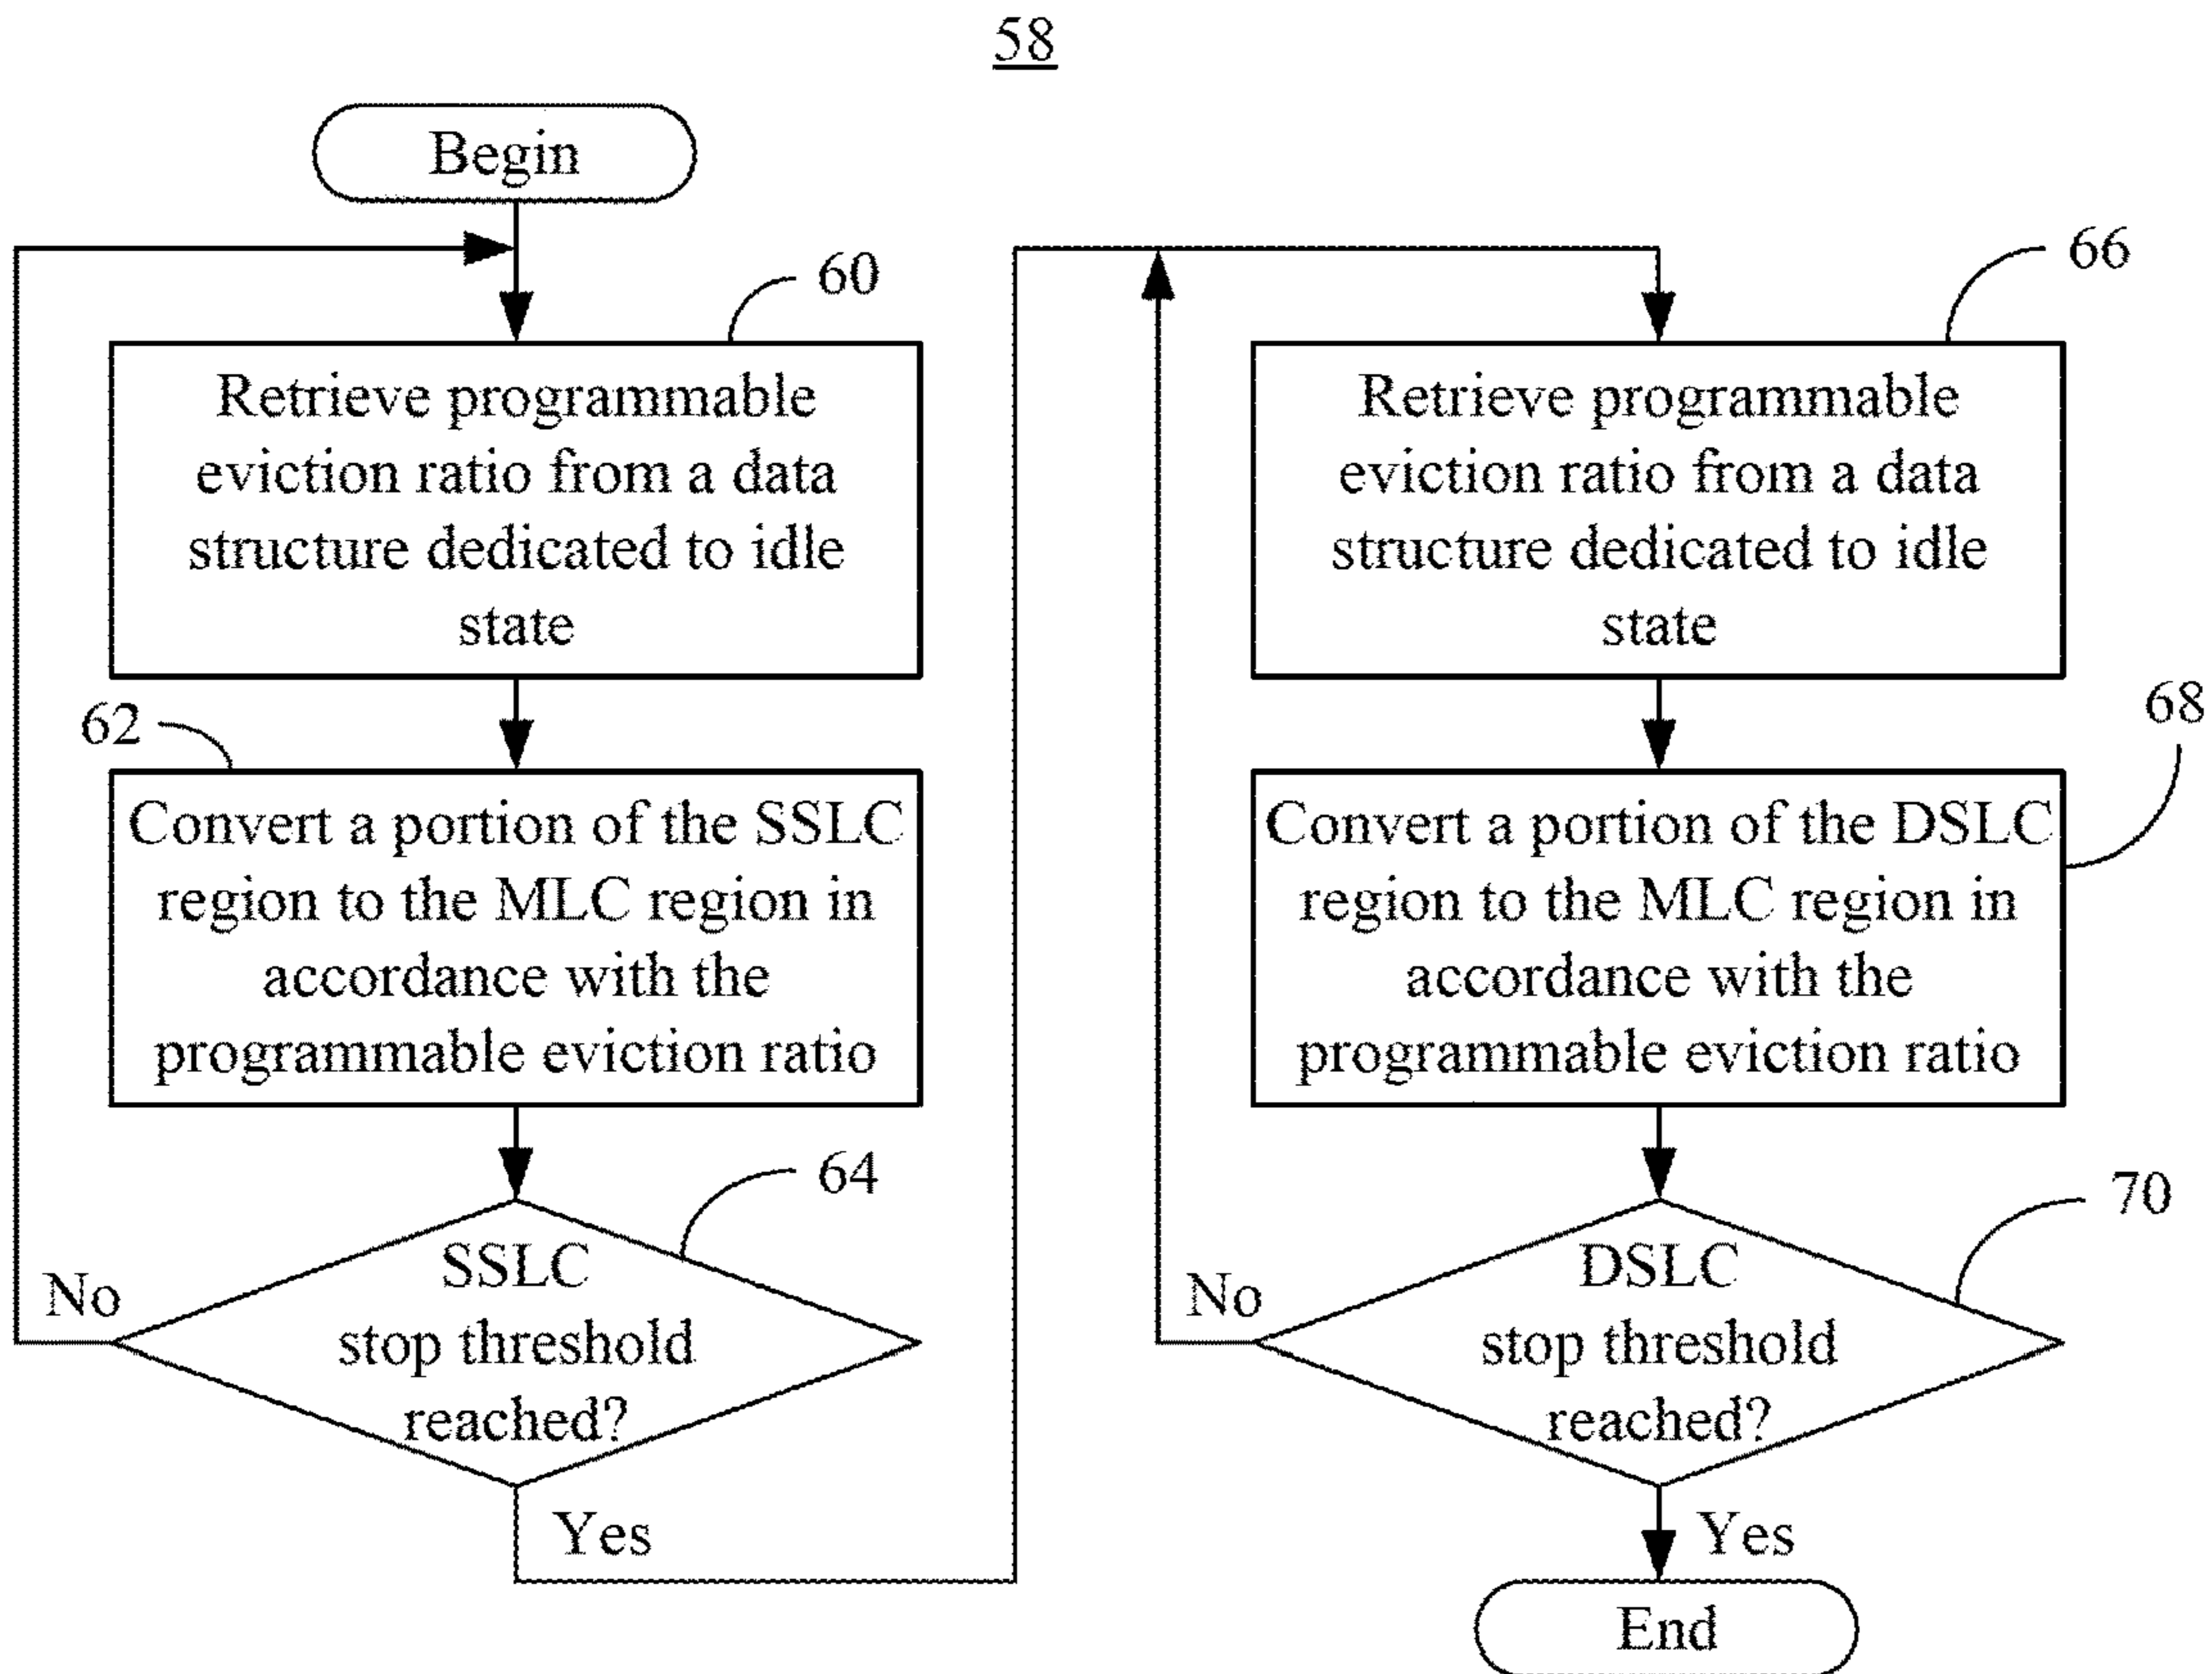 58
Begin
60
Retrieve programmable
eviction ratio from a data
structure dedicated to idle
state
62
Convert a portion of the SSLC
region to the MLC region in
accordance with the
programmable eviction ratio
64
SSLC
stop threshold
reached?
No
Yes
66
Retrieve programmable
eviction ratio from a data
structure dedicated to idle
state
68
Convert a portion of the DSLC
region to the MLC region in
accordance with the
programmable eviction ratio
70
DSLC
stop threshold
reached?
No
Yes
End